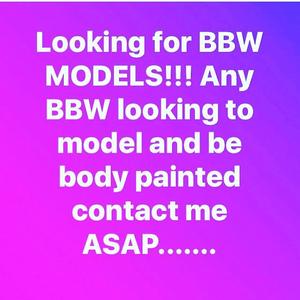 Looking for BBW
MODELS!!! Any
BBW looking to
model and be
body painted
contact me
ASAP.......